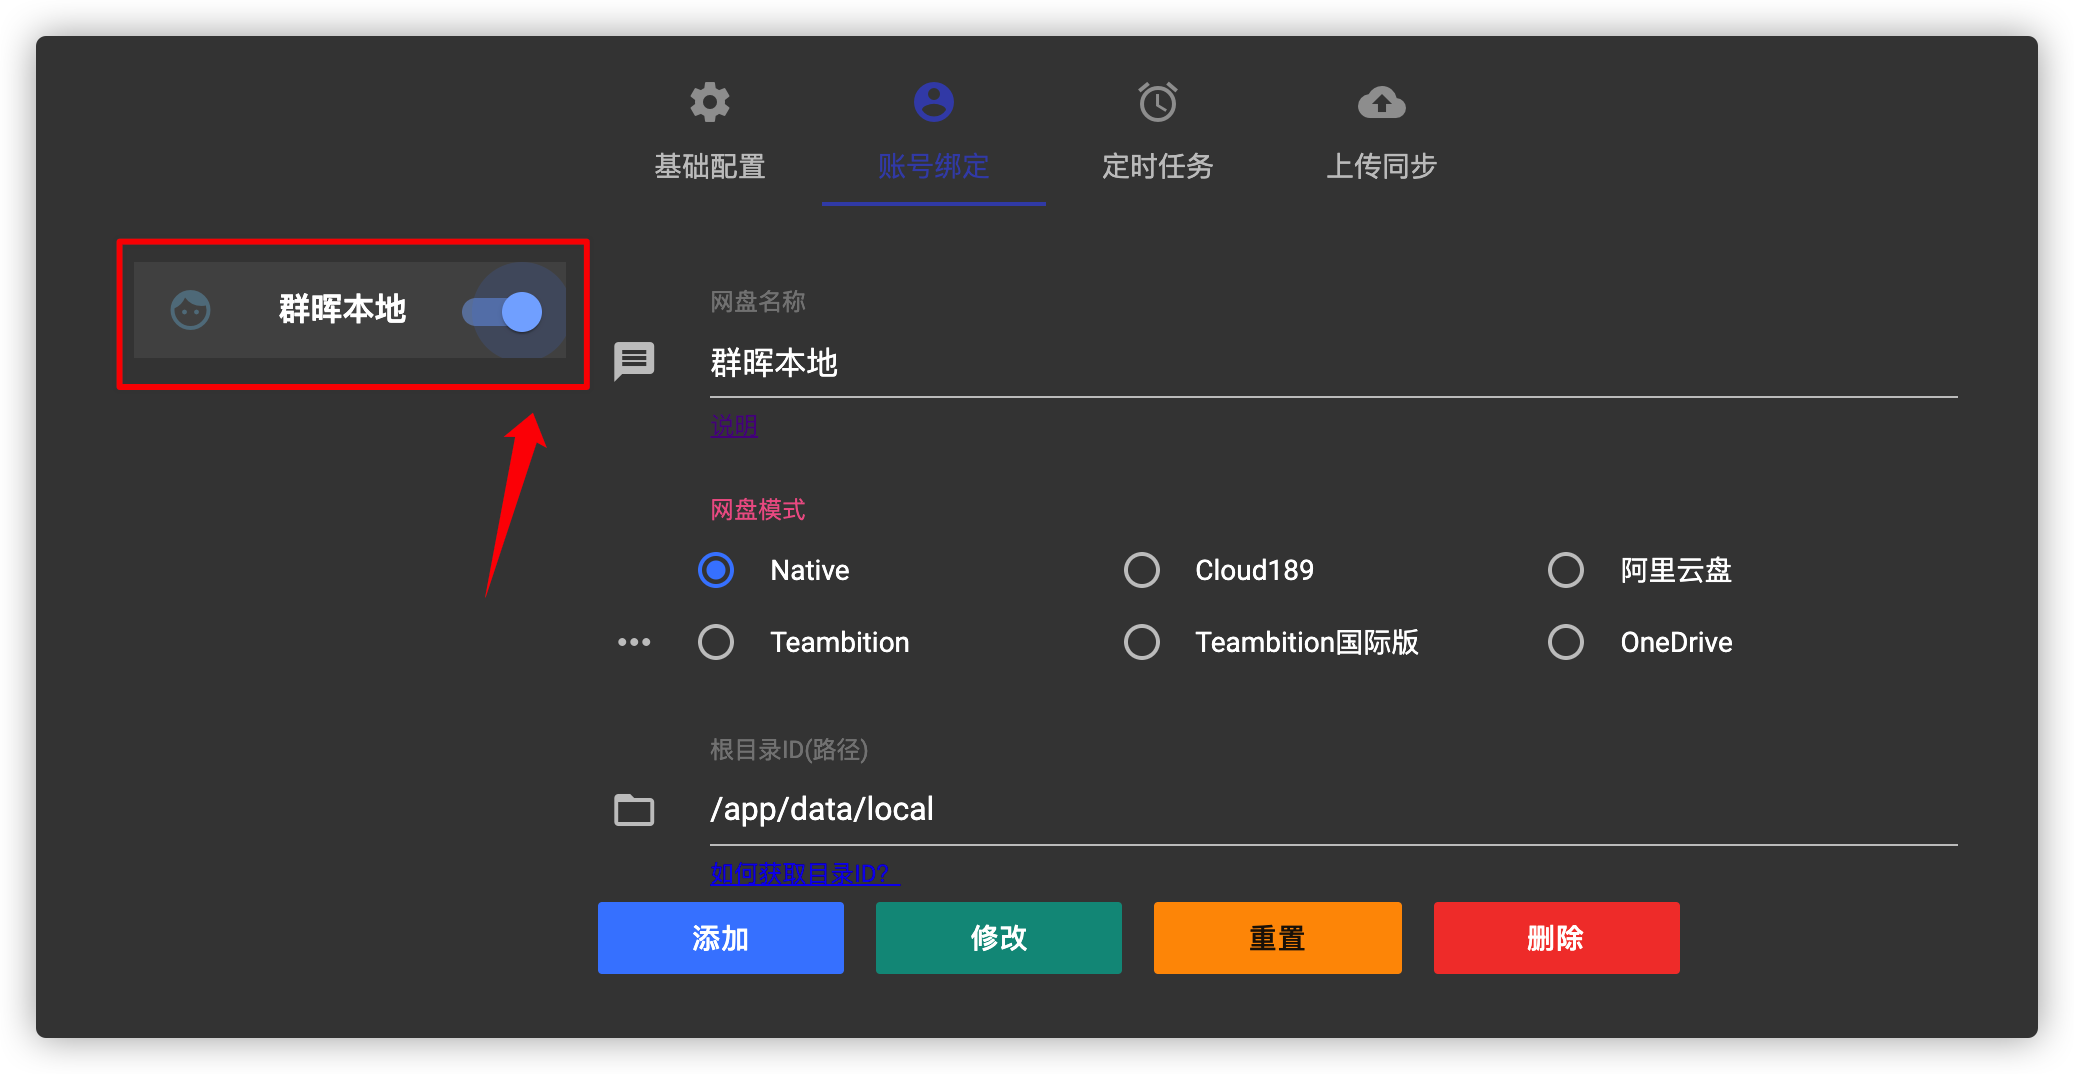 基础配置
账号绑定
定时任务
上传同步
群晖本地
网盘名称
群晖本地
说明
网盘模式
Native
Cloud189
阿里云盘
Teambition
Teambition国际版
OneDrive
根目录ID(路径)
/app/data/local
如何获取目录ID？
添加
修改
重置
删除